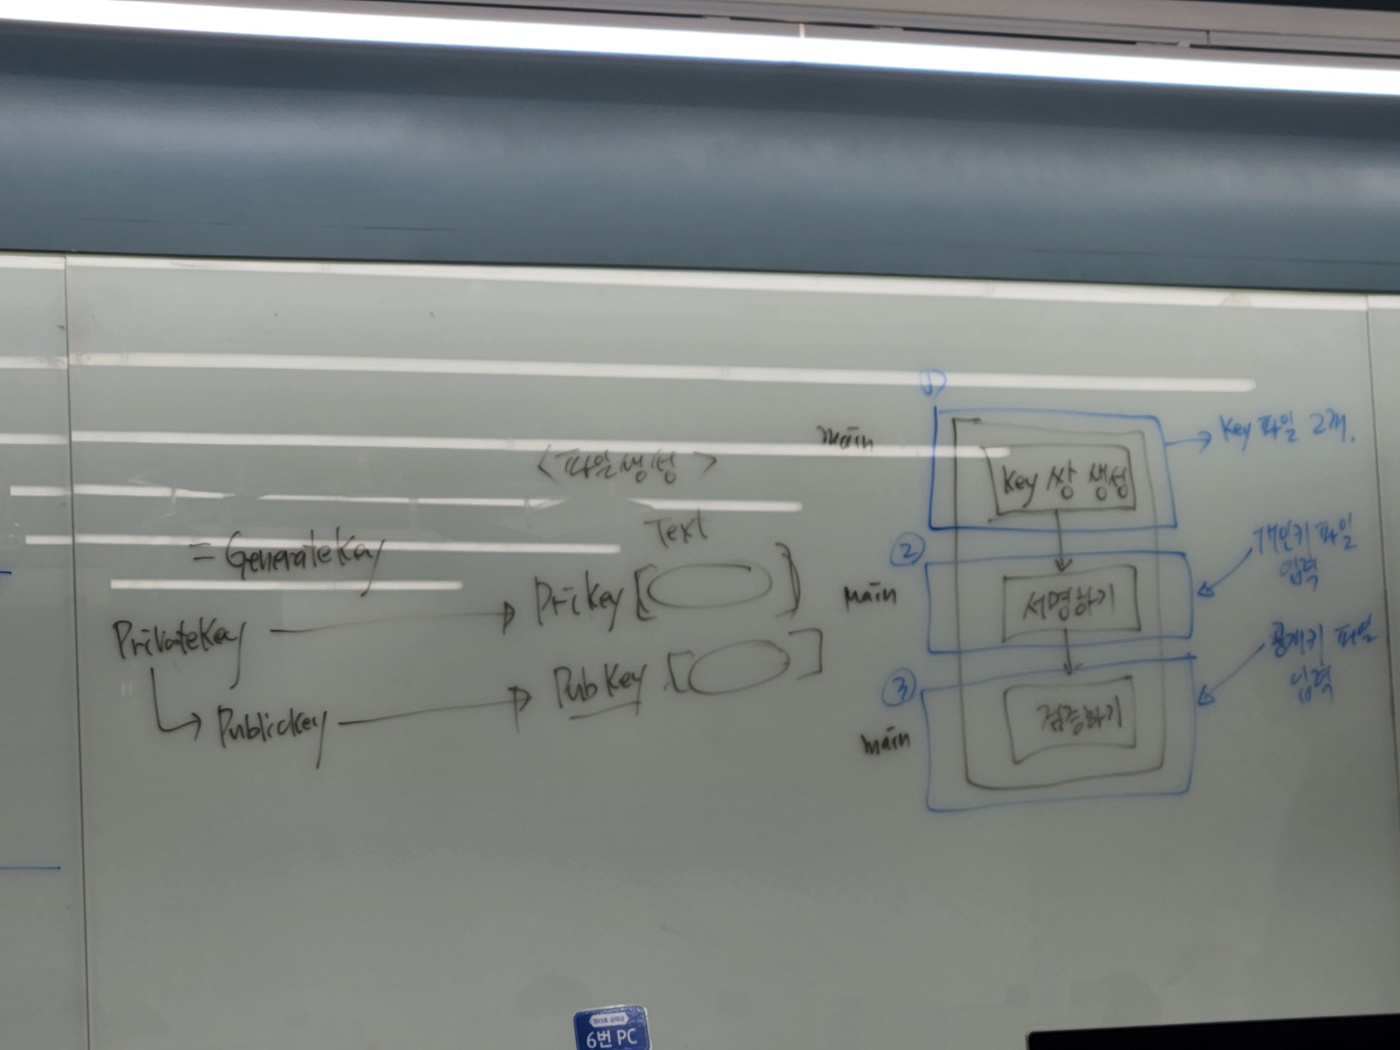 <파일생성>
Text
= GenerateKey
PrivateKey
PriKey [ ]
PublicKey
PubKey [ ]
①
main
Key 쌍 생성
Key 파일 2개.
②
main
서명하기
개인키 파일
입력
③
main
검증하기
공개키 파일
입력
6번 PC